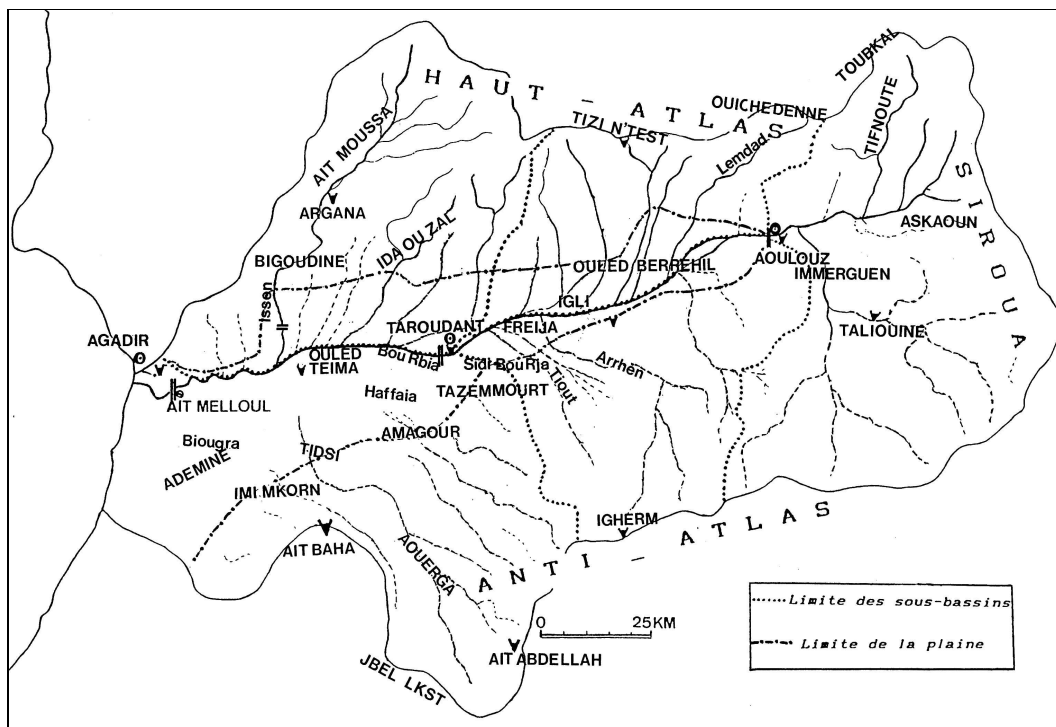 HAUT - ATLAS
TOUBKAL
OUICHEDENNE
TIZI N'TEST
TIFNOUTE
Lemdad
AIT MOUSSA
SIROUA
ARGANA
ASKAOUN
IDA OU ZAL
BIGOUDINE
OULED BERREHIL
AOULOUZ
IMMERGUEN
Issen
IGLI
TAROUDANT
FREIJA
TALIOUINE
AGADIR
OULED
TEIMA
Bou Rbia
Sidi BouRja
Arrhen
Tiout
Haffaia
TAZEMMOURT
AIT MELLOUL
AMAGOUR
Biougra
TIDSI
ADEMINE
IMI MKORN
IGHERM
ANTI - ATLAS
AIT BAHA
AOUERGA
Limite des sous-bassins
0 25KM
Limite de la plaine
AIT ABDELLAH
JBEL LKST